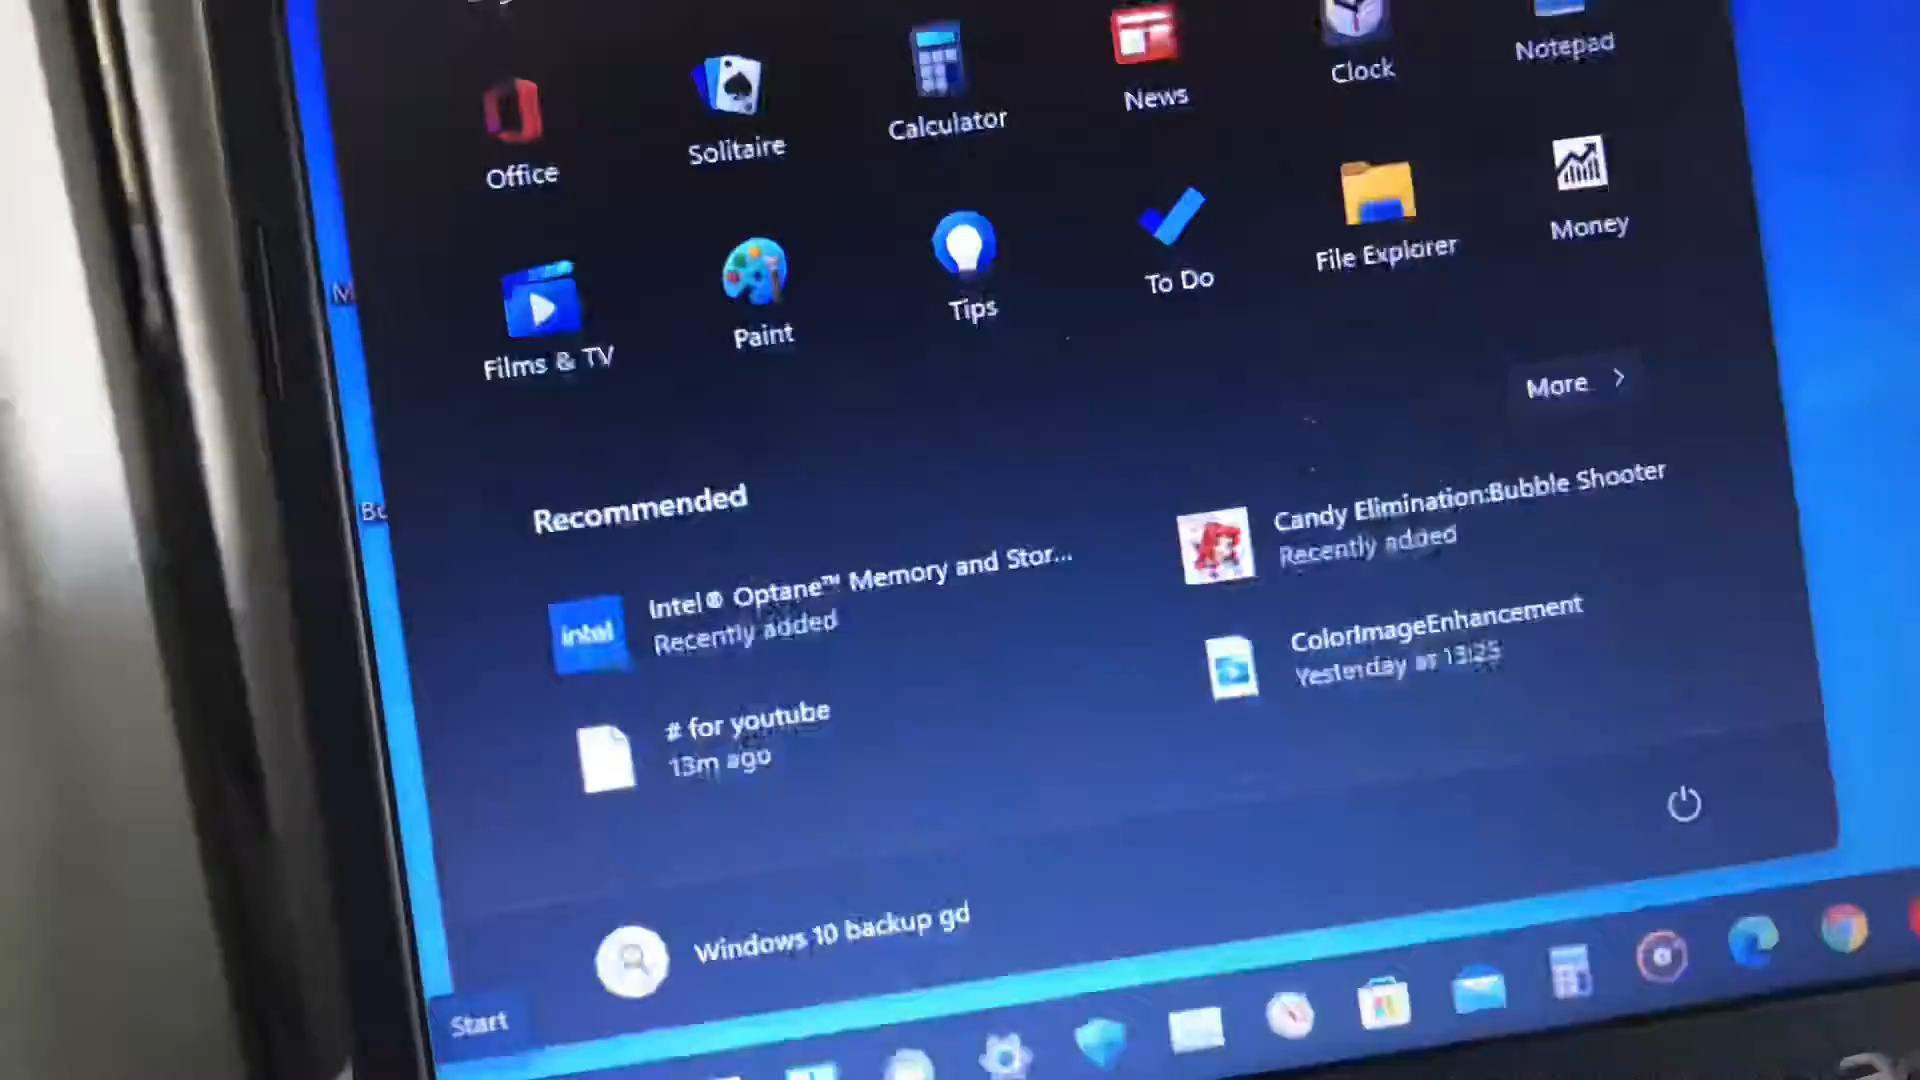 Office
Solitaire
Calculator
News
Clock
Notepad
Films & TV
Paint
Tips
To Do
File Explorer
Money
More
Recommended
intel
Intel® Optane™ Memory and Stor...
Recently added
Candy Elimination:Bubble Shooter
Recently added
# for youtube
13m ago
ColorImageEnhancement
Yesterday at 13:25
Windows 10 backup gd
Start